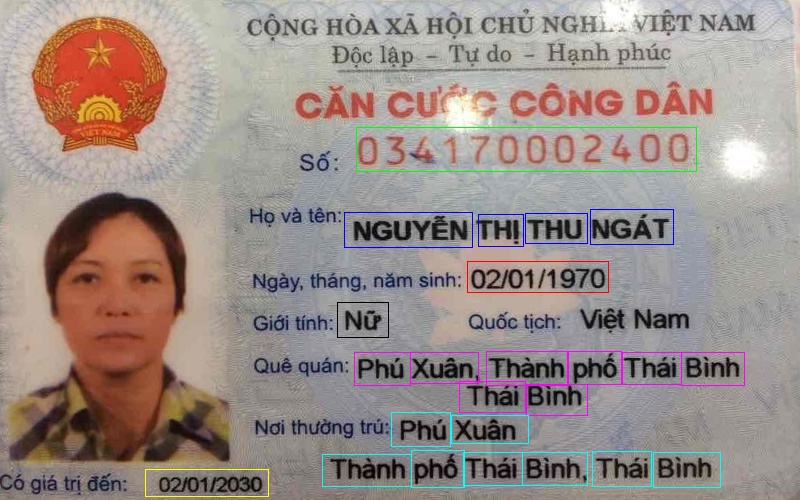 CỘNG HÒA XÃ HỘI CHỦ NGHĨA VIỆT NAM
Độc lập – Tự do – Hạnh phúc
CĂN CƯỚC CÔNG DÂN
Số: 034170002400
Họ và tên: NGUYỄN THỊ THU NGÁT
Ngày, tháng, năm sinh: 02/01/1970
Giới tính: Nữ Quốc tịch: Việt Nam
Quê quán: Phú Xuân, Thành phố Thái Bình
Thái Bình
Nơi thường trú: Phú Xuân
Thành phố Thái Bình, Thái Bình
Có giá trị đến: 02/01/2030